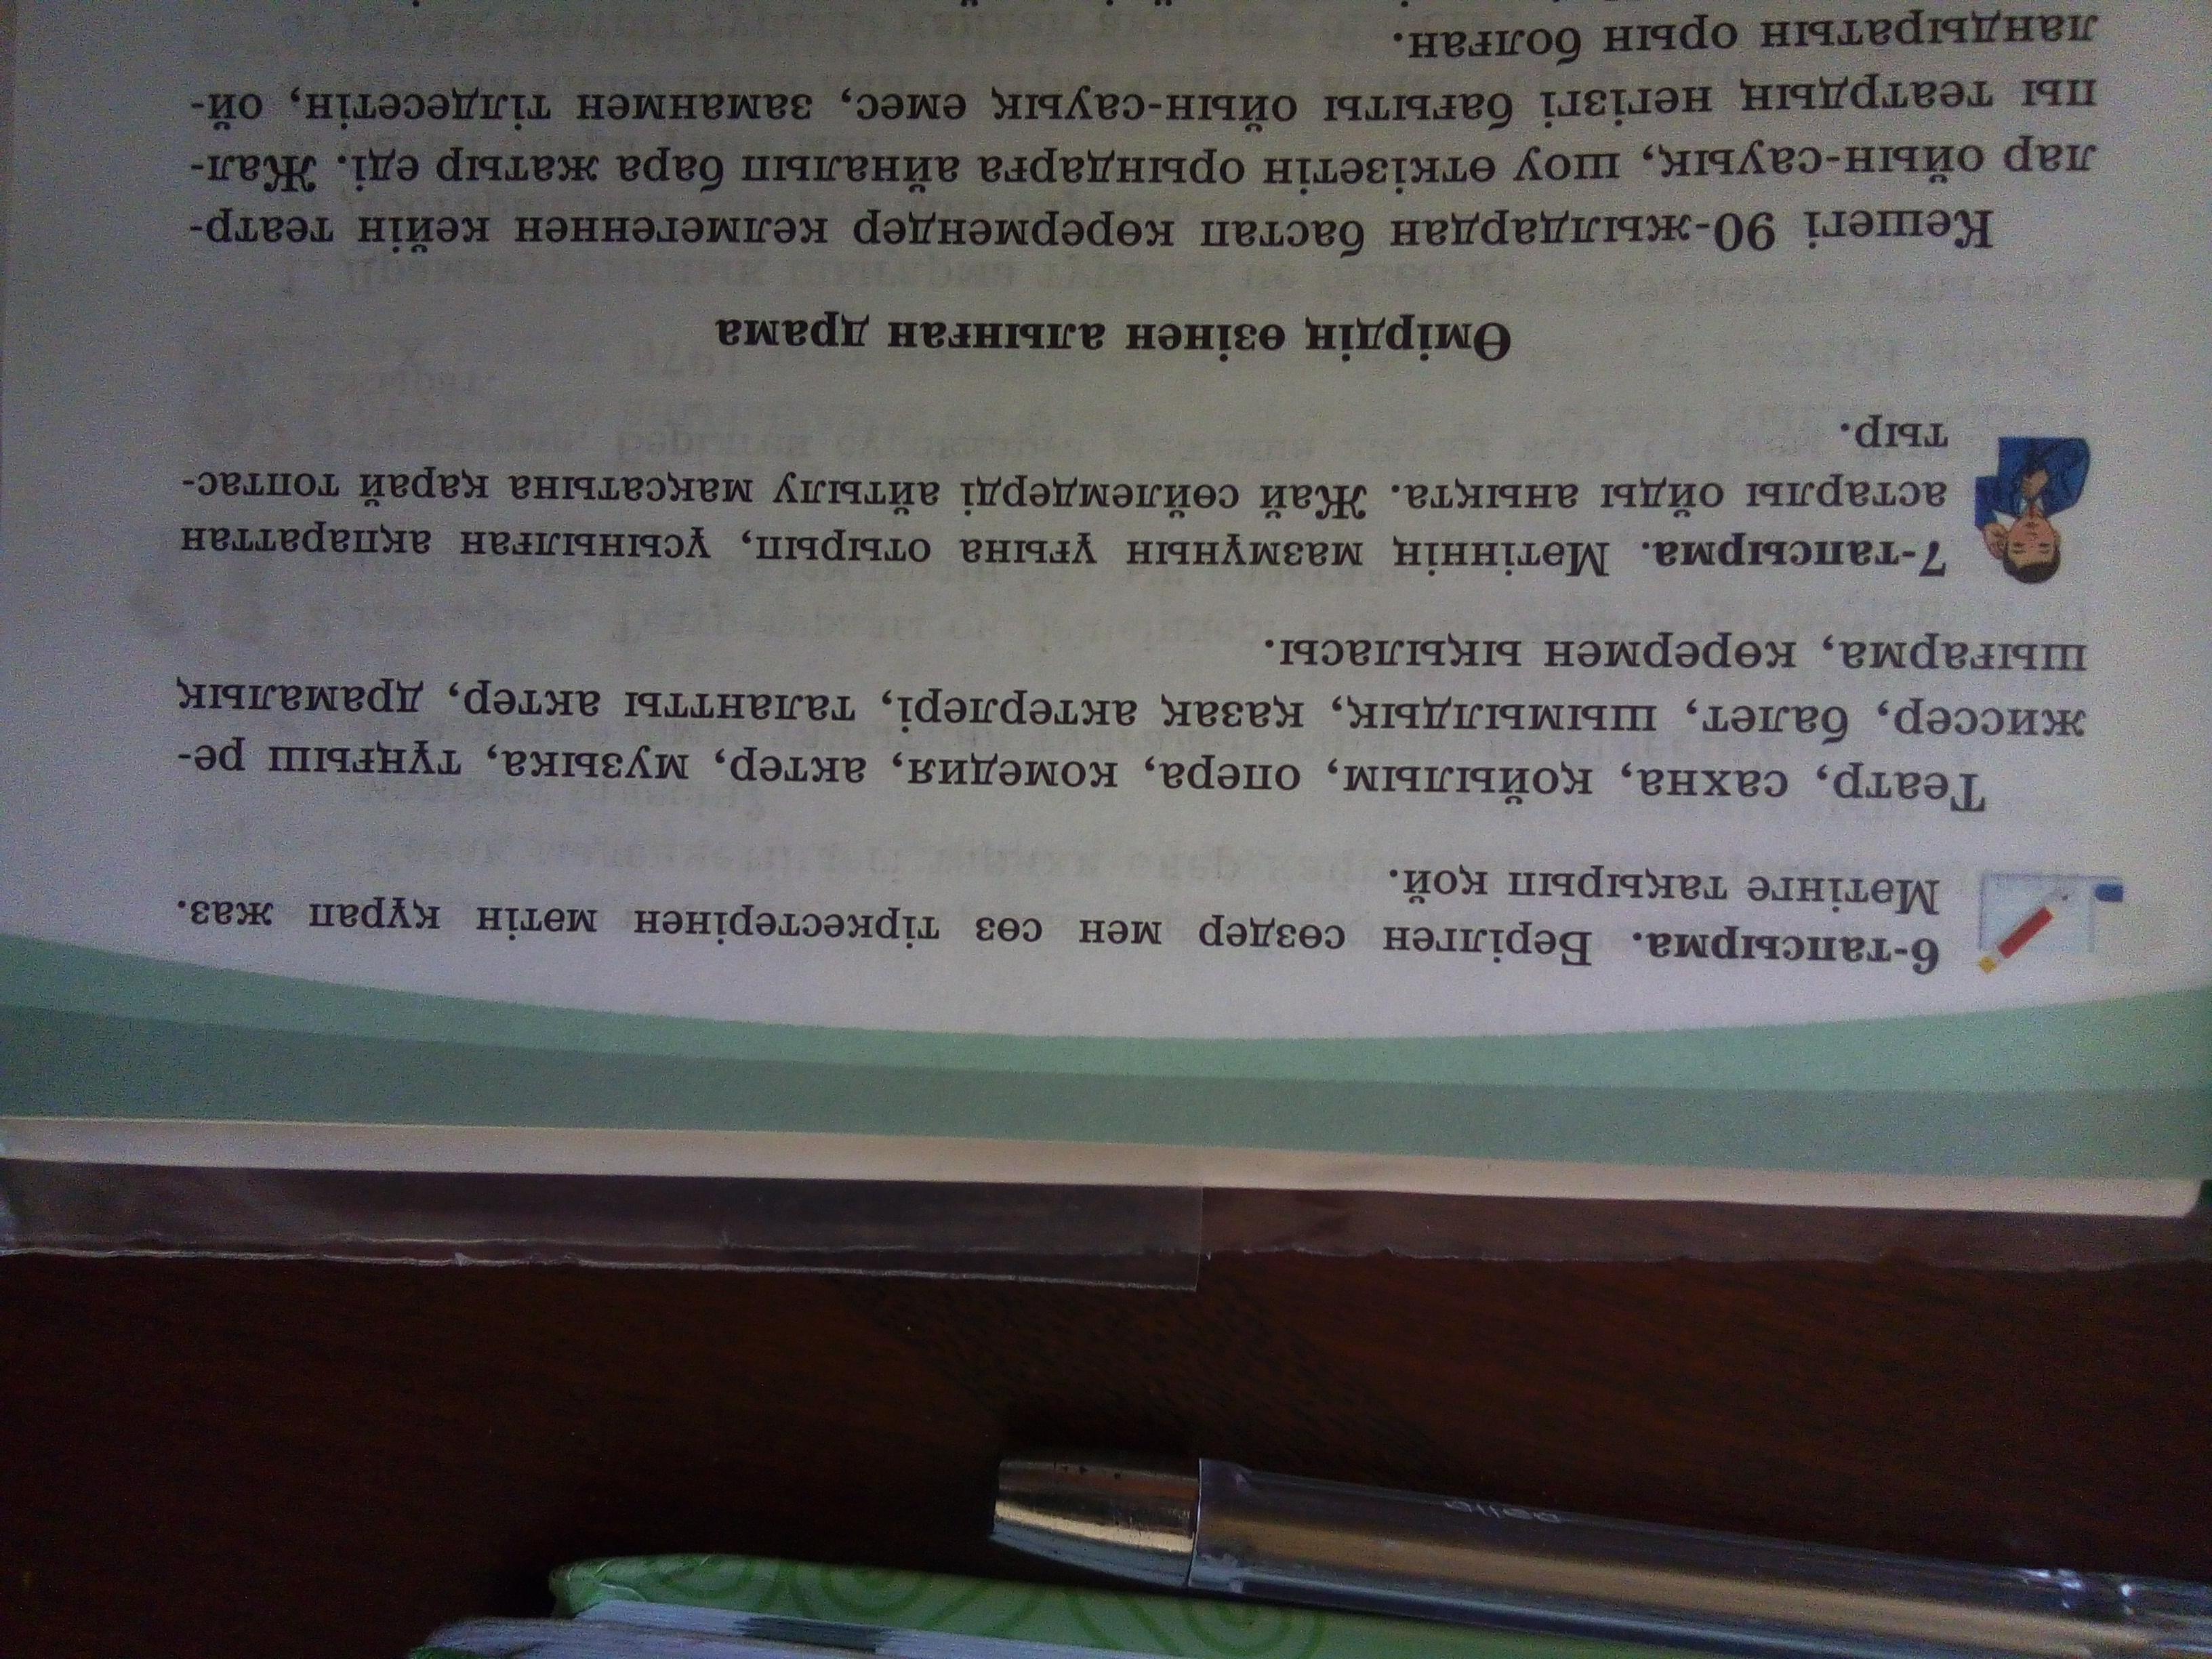 6-тапсырма. Берілген сөздер мен сөз тіркестерінен мәтін құрап жаз.
Мәтінге тақырып қой.
Театр, сахна, қойылым, опера, комедия, актер, музыка, тұңғыш ре-
жиссер, балет, шымылдық, қазақ актерлері, талантты актер, драмалық
шығарма, көрермен ықыласы.
7-тапсырма. Мәтіннің мазмұнын ұғына отырып, ұсынылған ақпараттан
астарлы ойды анықта. Жай сөйлемдерді айтылу мақсатына қарай топтас-
тыр.
Өмірдің өзінен алынған драма
Кешегі 90-жылдардан бастап көрермендер келмегеннен кейін театр-
лар ойын-сауық, шоу өткізетін орындарға айналып бара жатыр еді. Жал-
пы театрдың негізгі бағыты ойын-сауық емес, заманмен тілдесетін, ой-
ландыратын орын болған.